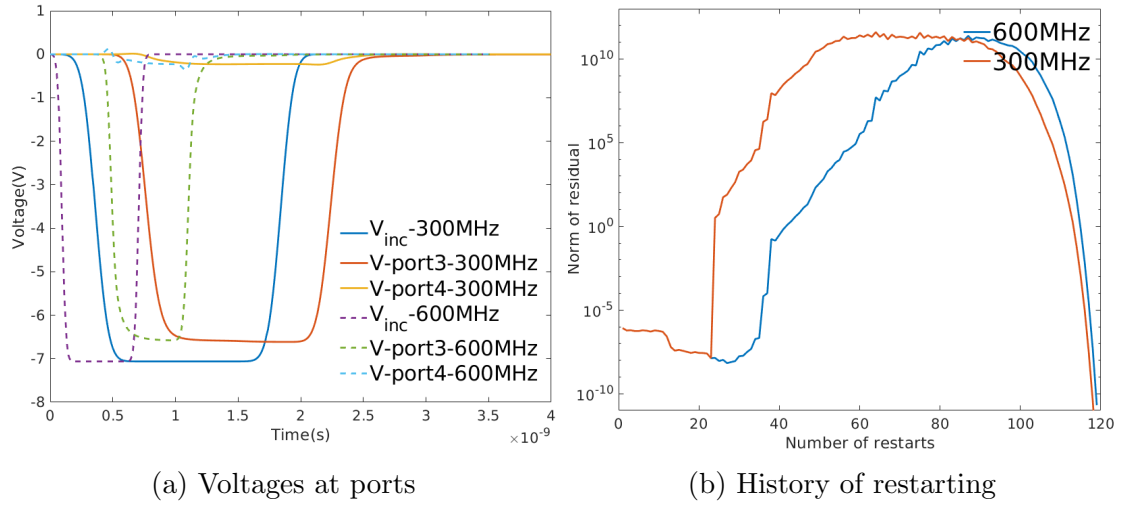 1
0
-1
-2
-3
-4
-5
-6
-7
-8
Voltage(V)
V_inc-300MHz
V-port3-300MHz
V-port4-300MHz
V_inc-600MHz
V-port3-600MHz
V-port4-600MHz
0 0.5 1 1.5 2 2.5 3 3.5 4
Time(s)
×10^-9
(a) Voltages at ports
10^10
10^5
10^0
10^-5
10^-10
Norm of residual
600MHz
300MHz
0 20 40 60 80 100 120
Number of restarts
(b) History of restarting